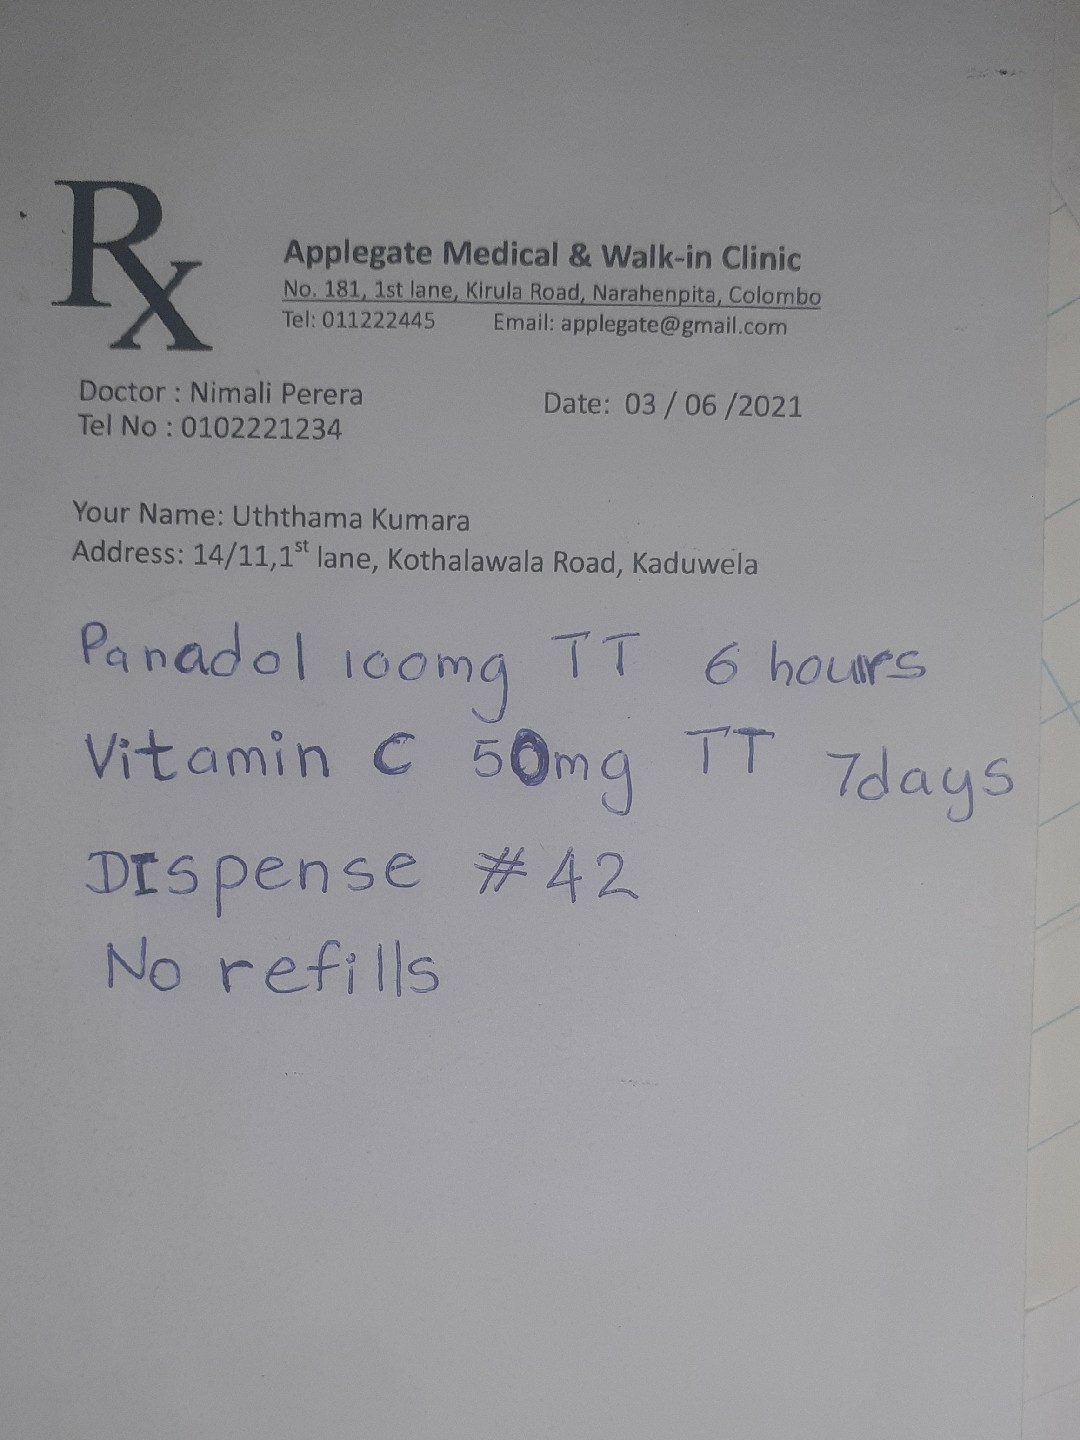 Rx
Applegate Medical & Walk-in Clinic
No. 181, 1st lane, Kirula Road, Narahenpita, Colombo
Tel: 011222445 Email: applegate@gmail.com
Doctor : Nimali Perera Date: 03 / 06 /2021
Tel No : 0102221234
Your Name: Uththama Kumara
Address: 14/11,1st lane, Kothalawala Road, Kaduwela
Panadol 100mg TT 6 hours
Vitamin C 50mg TT 7days
DIspense #42
No refills